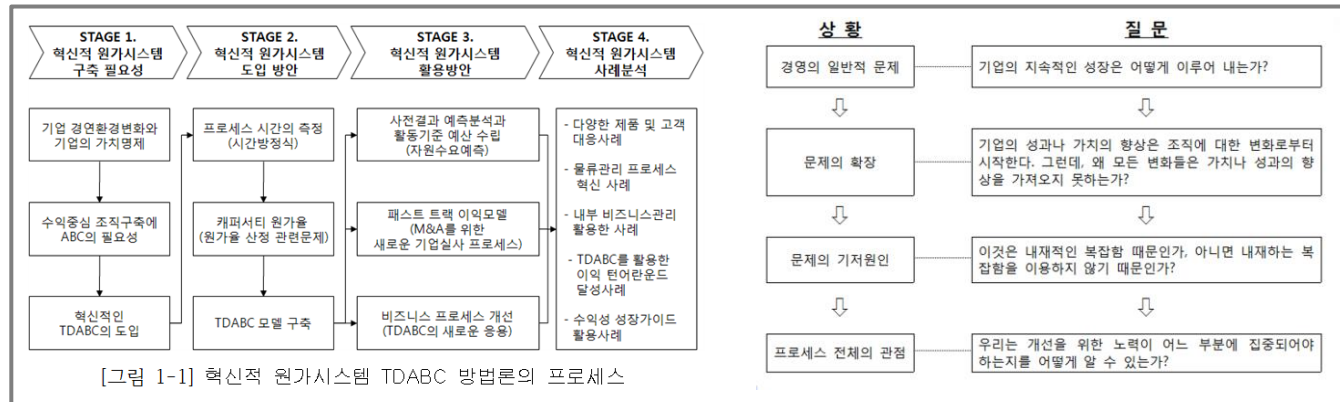 STAGE 1.
혁신적 원가시스템
구축 필요성
STAGE 2.
혁신적 원가시스템
도입 방안
STAGE 3.
혁신적 원가시스템
활용방안
STAGE 4.
혁신적 원가시스템
사례분석
기업 경연환경변화와
기업의 가치명제
수익중심 조직구축에
ABC의 필요성
혁신적인
TDABC의 도입
프로세스 시간의 측정
(시간방정식)
캐퍼서티 원가율
(원가율 산정 관련문제)
TDABC 모델 구축
사전결과 예측분석과
활동기준 예산 수립
(자원수요예측)
패스트 트랙 이익모델
(M&A를 위한
새로운 기업실사 프로세스)
비즈니스 프로세스 개선
(TDABC의 새로운 응용)
- 다양한 제품 및 고객
대응사례
- 물류관리 프로세스
혁신 사례
- 내부 비즈니스관리
활용한 사례
- TDABC를 활용한
이익 턴어란운드
달성사례
- 수익성 성장가이드
활용사례
[그림 1-1] 혁신적 원가시스템 TDABC 방법론의 프로세스
상 황
질 문
경영의 일반적 문제
기업의 지속적인 성장은 어떻게 이루어 내는가?
문제의 확장
기업의 성과나 가치의 향상은 조직에 대한 변화로부터
시작한다. 그런데, 왜 모든 변화들은 가치나 성과의 향
상을 가져오지 못하는가?
문제의 기저원인
이것은 내재적인 복잡함 때문인가, 아니면 내재하는 복
잡함을 이용하지 않기 때문인가?
프로세스 전체의 관점
우리는 개선을 위한 노력이 어느 부분에 집중되어야
하는지를 어떻게 알 수 있는가?